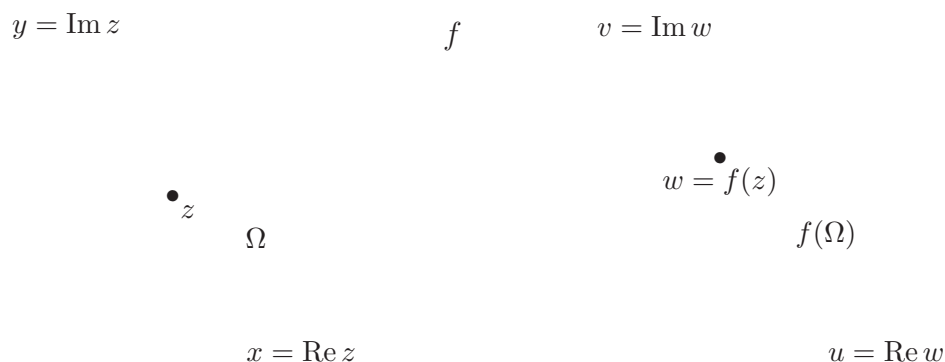 y = Im z
f
v = Im w
w = f(z)
z
Ω
f(Ω)
x = Re z
u = Re w